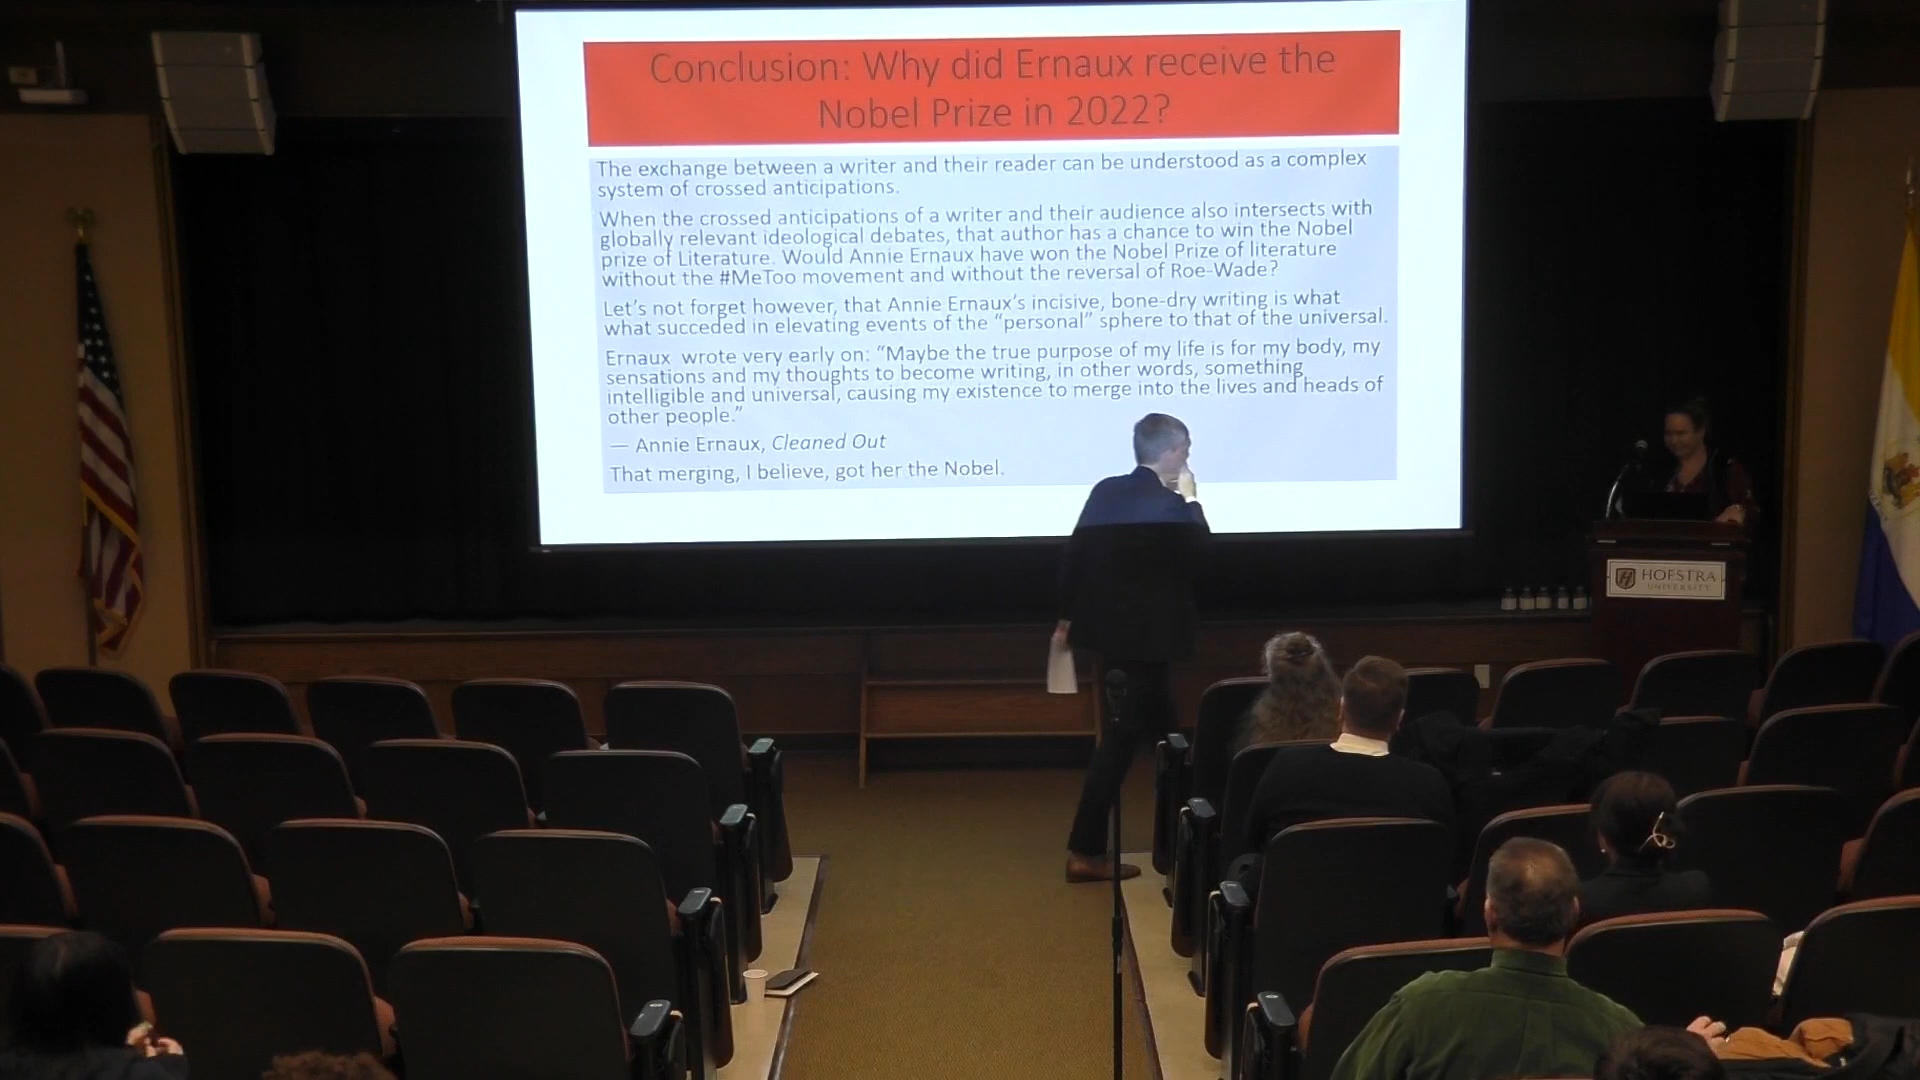 Conclusion: Why did Ernaux receive the
Nobel Prize in 2022?
The exchange between a writer and their reader can be understood as a complex
system of crossed anticipations.
When the crossed anticipations of a writer and their audience also intersects with
globally relevant ideological debates, that author has a chance to win the Nobel
prize of Literature. Would Annie Ernaux have won the Nobel Prize of literature
without the #MeToo movement and without the reversal of Roe-Wade?
Let's not forget however, that Annie Ernaux's incisive, bone-dry writing is what
what succeded in elevating events of the "personal" sphere to that of the universal.
Ernaux wrote very early on: "Maybe the true purpose of my life is for my body, my
sensations and my thoughts to become writing, in other words, something
intelligible and universal, causing my existence to merge into the lives and heads of
other people."
— Annie Ernaux, Cleaned Out
That merging, I believe, got her the Nobel.
HOFSTRA
UNIVERSITY